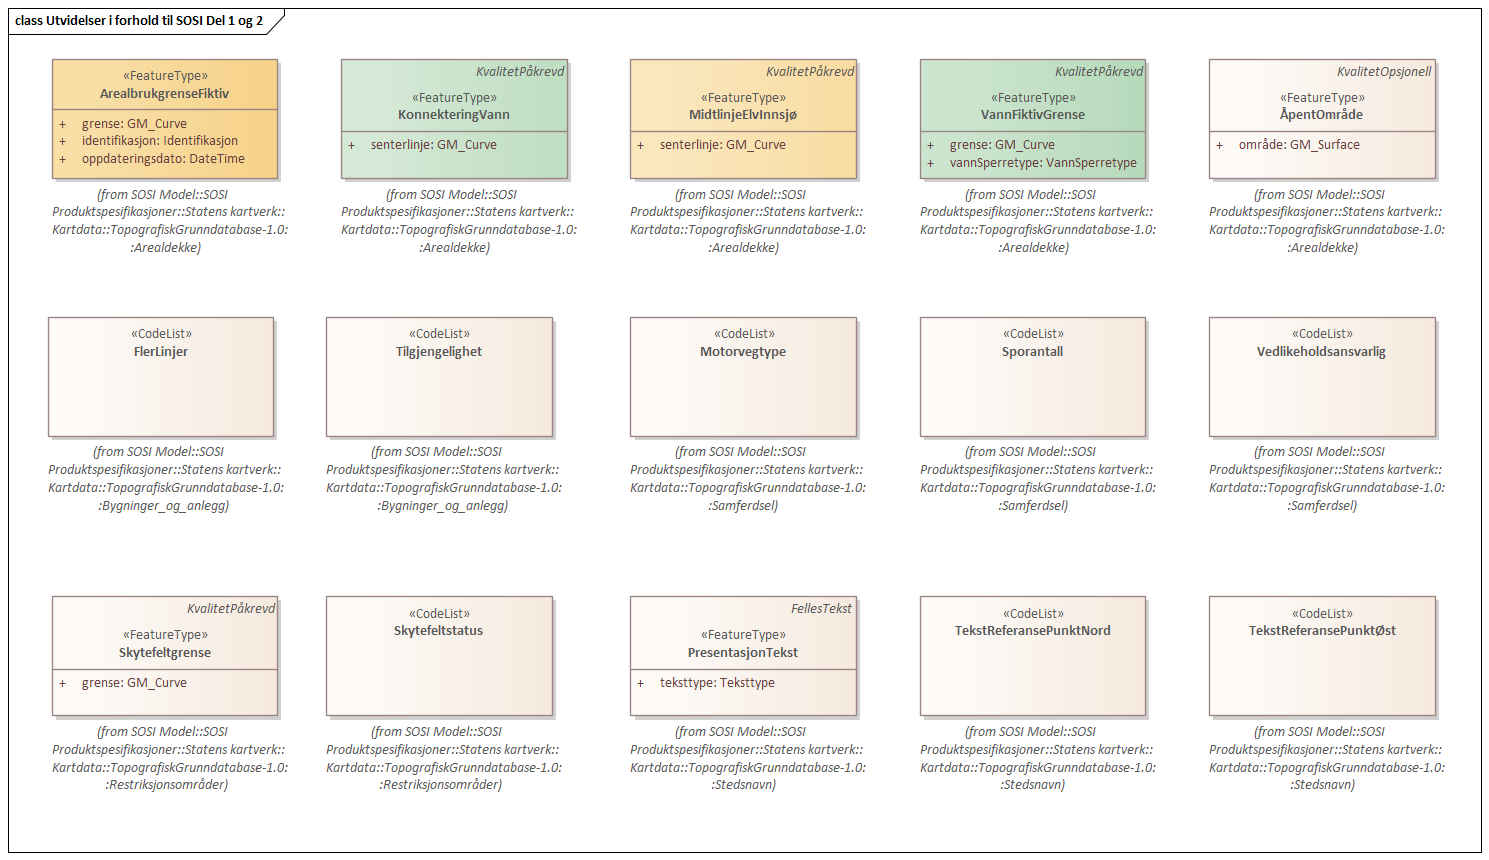 class Utvidelser i forhold til SOSI Del 1 og 2
«FeatureType»
ArealbrukgrenseFiktiv
+ grense: GM_Curve
+ identifikasjon: Identifikasjon
+ oppdateringsdato: DateTime
(from SOSI Model::SOSI
Produktspesifikasjoner::Statens kartverk::
Kartdata::TopografiskGrunndatabase-1.0:
:Arealdekke)
KvalitetPåkrevd
«FeatureType»
KonnekteringVann
+ senterlinje: GM_Curve
(from SOSI Model::SOSI
Produktspesifikasjoner::Statens kartverk::
Kartdata::TopografiskGrunndatabase-1.0:
:Arealdekke)
KvalitetPåkrevd
«FeatureType»
MidtlinjeElvInnsjø
+ senterlinje: GM_Curve
(from SOSI Model::SOSI
Produktspesifikasjoner::Statens kartverk::
Kartdata::TopografiskGrunndatabase-1.0:
:Arealdekke)
KvalitetPåkrevd
«FeatureType»
VannFiktivGrense
+ grense: GM_Curve
+ vannSperretype: VannSperretype
(from SOSI Model::SOSI
Produktspesifikasjoner::Statens kartverk::
Kartdata::TopografiskGrunndatabase-1.0:
:Arealdekke)
KvalitetOpsjonell
«FeatureType»
ÅpentOmråde
+ område: GM_Surface
(from SOSI Model::SOSI
Produktspesifikasjoner::Statens kartverk::
Kartdata::TopografiskGrunndatabase-1.0:
:Arealdekke)
«CodeList»
FlerLinjer
(from SOSI Model::SOSI
Produktspesifikasjoner::Statens kartverk::
Kartdata::TopografiskGrunndatabase-1.0:
:Bygninger_og_anlegg)
«CodeList»
Tilgjengelighet
(from SOSI Model::SOSI
Produktspesifikasjoner::Statens kartverk::
Kartdata::TopografiskGrunndatabase-1.0:
:Bygninger_og_anlegg)
«CodeList»
Motorvegtype
(from SOSI Model::SOSI
Produktspesifikasjoner::Statens kartverk::
Kartdata::TopografiskGrunndatabase-1.0:
:Samferdsel)
«CodeList»
Sporantall
(from SOSI Model::SOSI
Produktspesifikasjoner::Statens kartverk::
Kartdata::TopografiskGrunndatabase-1.0:
:Samferdsel)
«CodeList»
Vedlikeholdsansvarlig
(from SOSI Model::SOSI
Produktspesifikasjoner::Statens kartverk::
Kartdata::TopografiskGrunndatabase-1.0:
:Samferdsel)
KvalitetPåkrevd
«FeatureType»
Skytefeltgrense
+ grense: GM_Curve
(from SOSI Model::SOSI
Produktspesifikasjoner::Statens kartverk::
Kartdata::TopografiskGrunndatabase-1.0:
:Restriksjonsområder)
«CodeList»
Skytefeltstatus
(from SOSI Model::SOSI
Produktspesifikasjoner::Statens kartverk::
Kartdata::TopografiskGrunndatabase-1.0:
:Restriksjonsområder)
FellesTekst
«FeatureType»
PresentasjonTekst
+ teksttype: Teksttype
(from SOSI Model::SOSI
Produktspesifikasjoner::Statens kartverk::
Kartdata::TopografiskGrunndatabase-1.0:
:Stedsnavn)
«CodeList»
TekstReferansePunktNord
(from SOSI Model::SOSI
Produktspesifikasjoner::Statens kartverk::
Kartdata::TopografiskGrunndatabase-1.0:
:Stedsnavn)
«CodeList»
TekstReferansePunktØst
(from SOSI Model::SOSI
Produktspesifikasjoner::Statens kartverk::
Kartdata::TopografiskGrunndatabase-1.0:
:Stedsnavn)